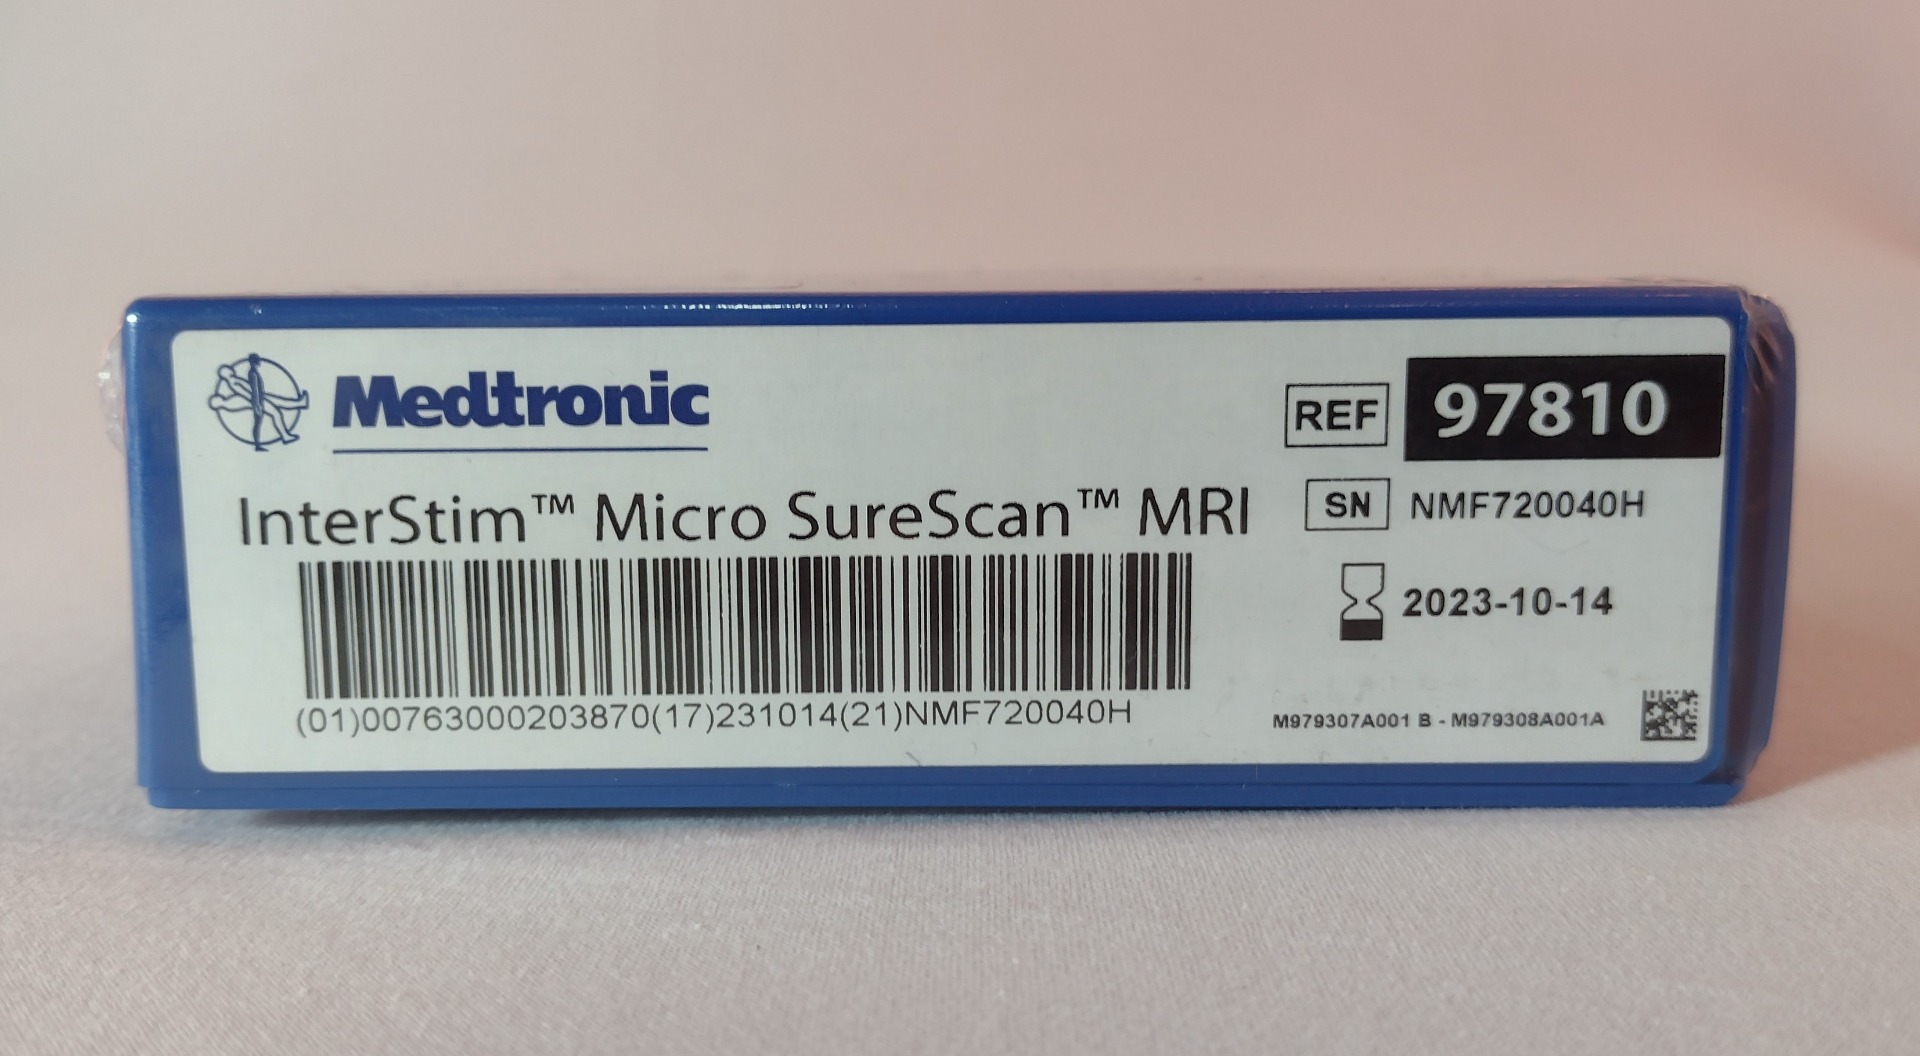 Medtronic
InterStim™ Micro SureScan™ MRI
(01)00763000203870(17)231014(21)NMF720040H
REF 97810
SN NMF720040H
2023-10-14
M979307A001 B - M979308A001A